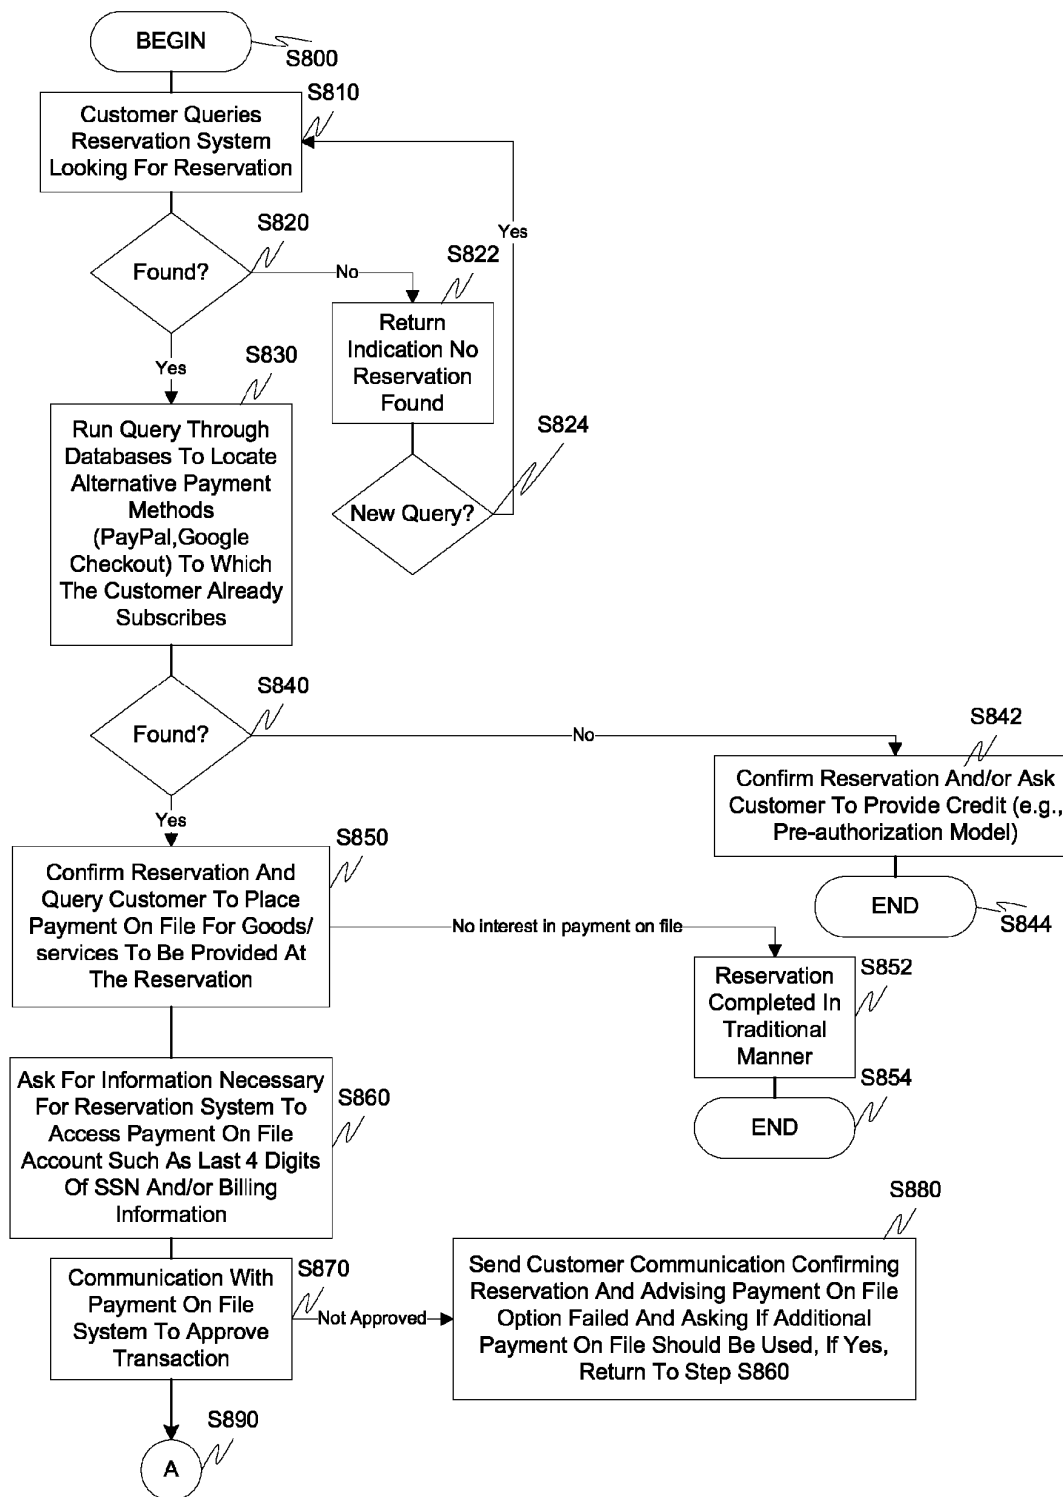 BEGIN
S800
S810
Customer Queries
Reservation System
Looking For Reservation
S820
Found?
No
Yes
S822
Return
Indication No
Reservation
Found
Yes
S830
Run Query Through
Databases To Locate
Alternative Payment
Methods
(PayPal,Google
Checkout) To Which
The Customer Already
Subscribes
S824
New Query?
S840
Found?
No
S842
Confirm Reservation And/or Ask
Customer To Provide Credit (e.g.,
Pre-authorization Model)
END
S844
Yes
S850
Confirm Reservation And
Query Customer To Place
Payment On File For Goods/
services To Be Provided At
The Reservation
No interest in payment on file
S852
Reservation
Completed In
Traditional
Manner
S854
END
Ask For Information Necessary
For Reservation System To
Access Payment On File
Account Such As Last 4 Digits
Of SSN And/or Billing
Information
S860
S870
Communication With
Payment On File
System To Approve
Transaction
Not Approved
S880
Send Customer Communication Confirming
Reservation And Advising Payment On File
Option Failed And Asking If Additional
Payment On File Should Be Used, If Yes,
Return To Step S860
S890
A